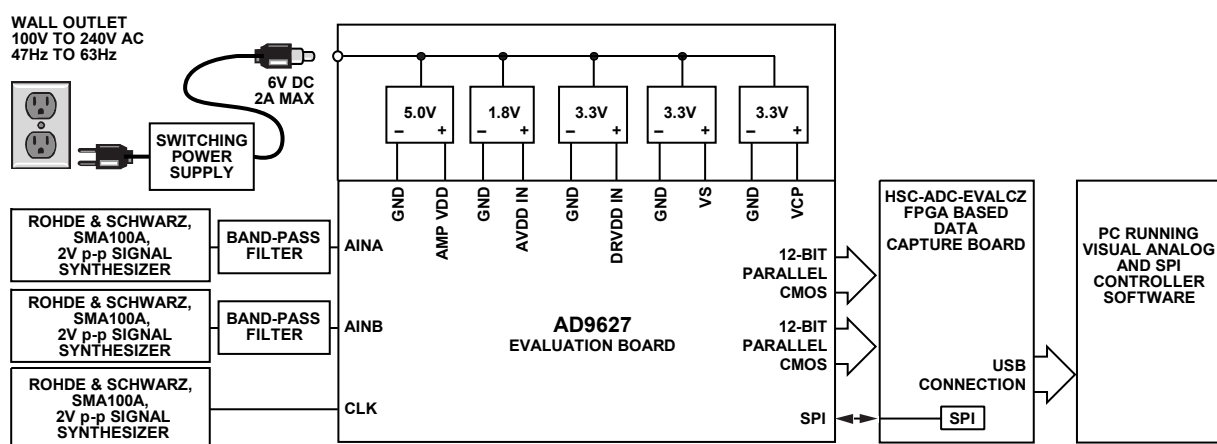 WALL OUTLET
100V TO 240V AC
47Hz TO 63Hz
6V DC
2A MAX
SWITCHING
POWER
SUPPLY
5.0V
– +
1.8V
– +
3.3V
– +
3.3V
– +
3.3V
– +
GND
AMP VDD
GND
AVDD IN
GND
DRVDD IN
GND
VS
GND
VCP
ROHDE & SCHWARZ,
SMA100A,
2V p-p SIGNAL
SYNTHESIZER
BAND-PASS
FILTER
AINA
ROHDE & SCHWARZ,
SMA100A,
2V p-p SIGNAL
SYNTHESIZER
BAND-PASS
FILTER
AINB
ROHDE & SCHWARZ,
SMA100A,
2V p-p SIGNAL
SYNTHESIZER
CLK
AD9627
EVALUATION BOARD
12-BIT
PARALLEL
CMOS
12-BIT
PARALLEL
CMOS
SPI
HSC-ADC-EVALCZ
FPGA BASED
DATA
CAPTURE BOARD
USB
CONNECTION
SPI
PC RUNNING
VISUAL ANALOG
AND SPI
CONTROLLER
SOFTWARE